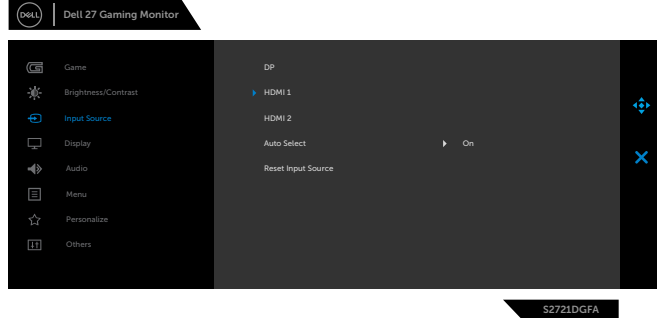 DELL
Dell 27 Gaming Monitor
Game
DP
Brightness/Contrast
HDMI 1
Input Source
HDMI 2
Display
Auto Select On
Audio
Reset Input Source
Menu
Personalize
Others
S2721DGFA